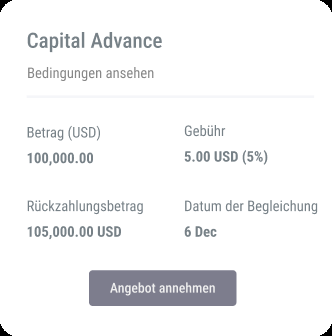 Capital Advance
Bedingungen ansehen
Betrag (USD)
Gebühr
100,000.00
5.00 USD (5%)
Rückzahlungsbetrag
Datum der Begleichung
105,000.00 USD
6 Dec
Angebot annehmen